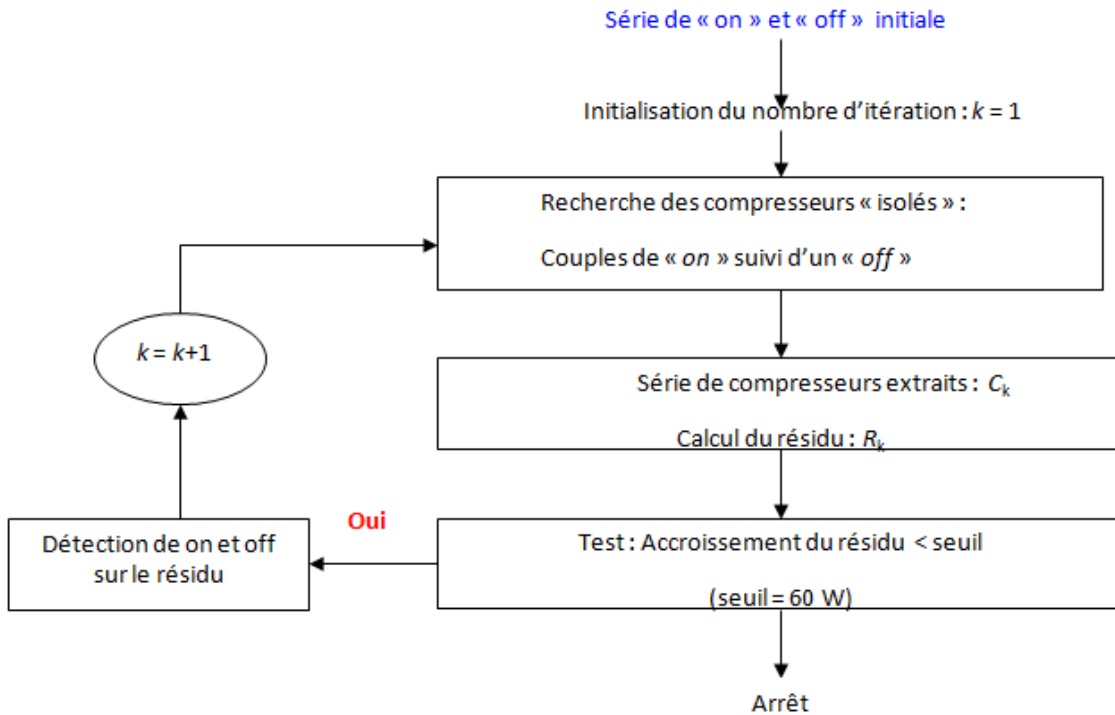 Série de « on » et « off » initiale
Initialisation du nombre d'itération : k = 1
Recherche des compresseurs « isolés » :
Couples de « on » suivi d'un « off »
k = k+1
Série de compresseurs extraits : Ck
Calcul du résidu : Rk
Oui
Détection de on et off
sur le résidu
Test : Accroissement du résidu < seuil
(seuil = 60 W)
Arrêt